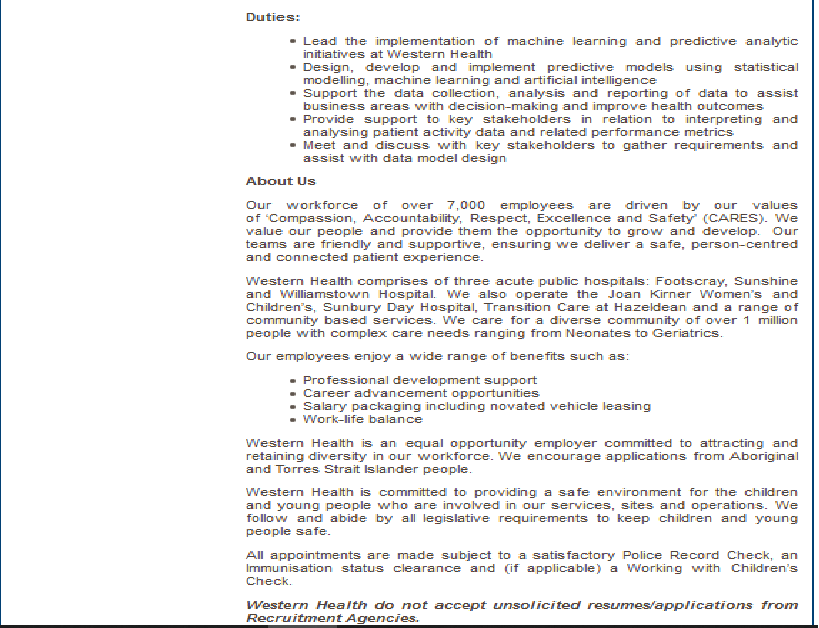 Duties:
Lead the implementation of machine learning and predictive analytic
initiatives at Western Health
Design, develop and implement predictive models using statistical
modelling, machine learning and artificial intelligence
Support the data collection, analysis and reporting of data to assist
business areas with decision-making and improve health outcomes
Provide support to key stakeholders in relation to interpreting and
analysing patient activity data and related performance metrics
Meet and discuss with key stakeholders to gather requirements and
assist with data model design
About Us
Our workforce of over 7,000 employees are driven by our values
of 'Compassion, Accountability, Respect, Excellence and Safety' (CARES). We
value our people and provide them the opportunity to grow and develop. Our
teams are friendly and supportive, ensuring we deliver a safe, person-centred
and connected patient experience.
Western Health comprises of three acute public hospitals: Footscray, Sunshine
and Williamstown Hospital. We also operate the Joan Kirner Women's and
Children's, Sunbury Day Hospital, Transition Care at Hazeldean and a range of
community based services. We care for a diverse community of over 1 million
people with complex care needs ranging from Neonates to Geriatrics.
Our employees enjoy a wide range of benefits such as:
Professional development support
Career advancement opportunities
Salary packaging including novated vehicle leasing
Work-life balance
Western Health is an equal opportunity employer committed to attracting and
retaining diversity in our workforce. We encourage applications from Aboriginal
and Torres Strait Islander people.
Western Health is committed to providing a safe environment for the children
and young people who are involved in our services, sites and operations. We
follow and abide by all legislative requirements to keep children and young
people safe.
All appointments are made subject to a satisfactory Police Record Check, an
Immunisation status clearance and (if applicable) a Working with Children's
Check.
Western Health do not accept unsolicited resumes/applications from
Recruitment Agencies.